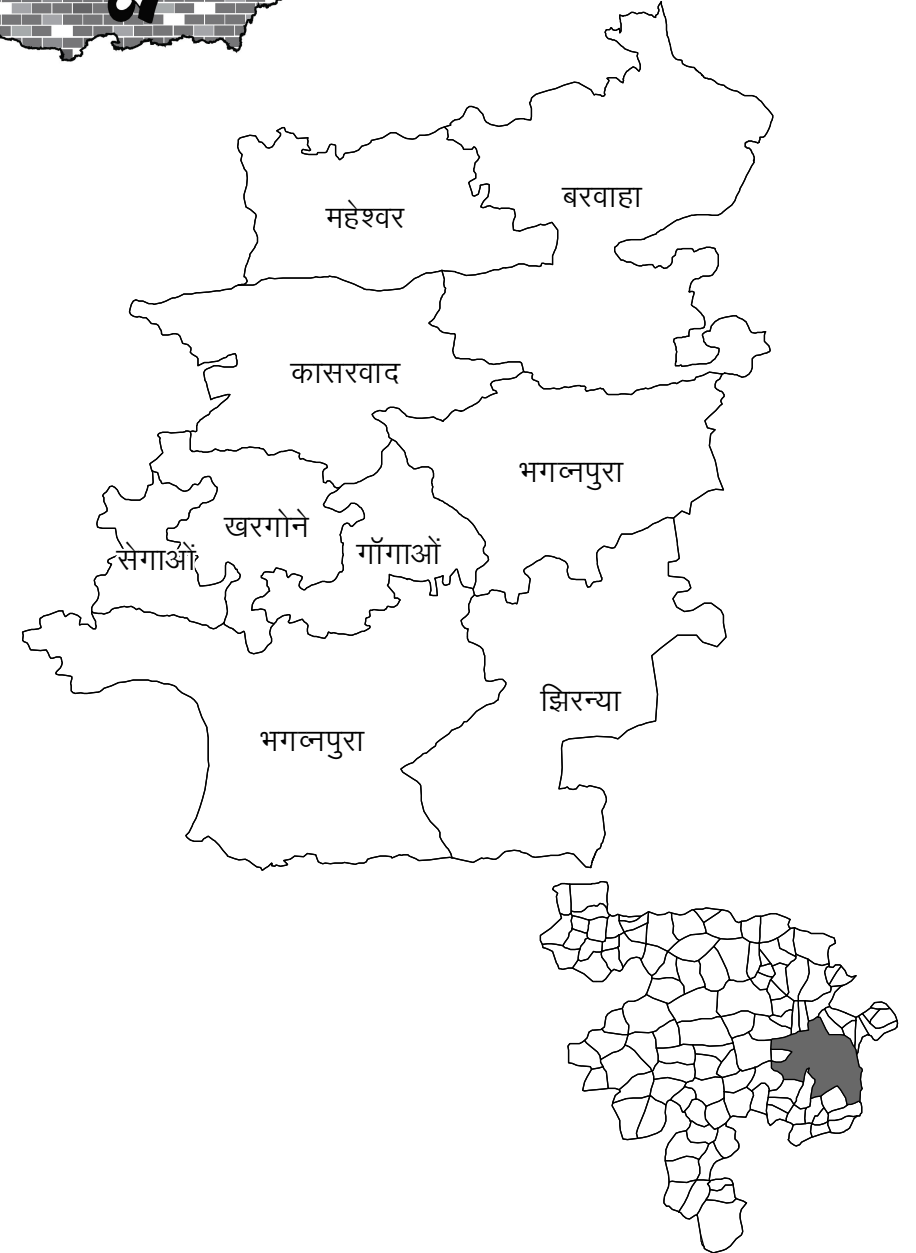 बरवाहा
महेश्वर
कासरवाद
भगव्नपुरा
खरगोने
गॉगाओं
सेगाओं
झिरन्या
भगव्नपुरा